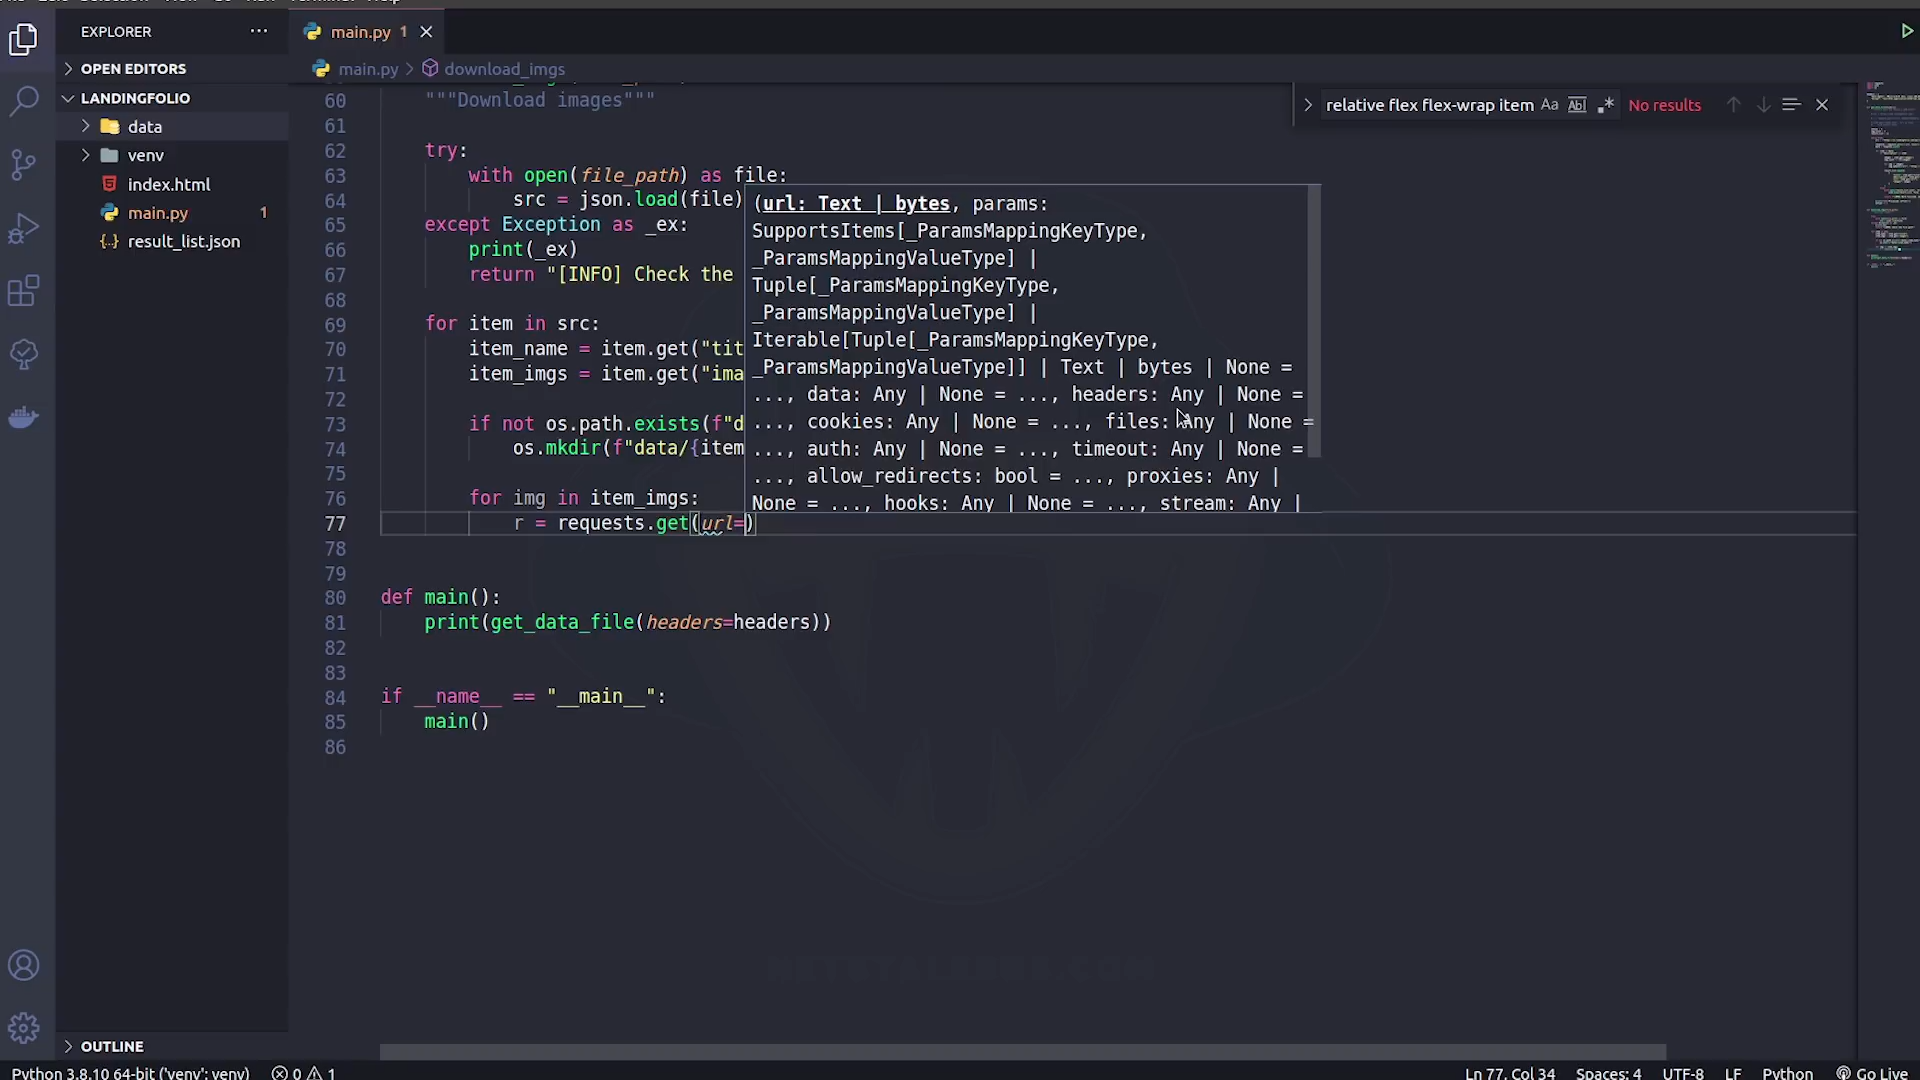 EXPLORER
main.py 1
OPEN EDITORS
LANDINGFOLIO
data
venv
index.html
main.py 1
result_list.json
OUTLINE
main.py > download_imgs
relative flex flex-wrap item Aa Ab| .* No results
60 """Download images"""
61
62 try:
63 with open(file_path) as file:
64 src = json.load(file)
65 except Exception as _ex:
66 print(_ex)
67 return "[INFO] Check the
68
69 for item in src:
70 item_name = item.get("tit
71 item_imgs = item.get("ima
72
73 if not os.path.exists(f"d
74 os.mkdir(f"data/{item
75
76 for img in item_imgs:
77 r = requests.get(url=)
78
79
80 def main():
81 print(get_data_file(headers=headers))
82
83
84 if __name__ == "__main__":
85 main()
86
(url: Text | bytes, params:
SupportsItems[_ParamsMappingKeyType,
_ParamsMappingValueType] |
Tuple[_ParamsMappingKeyType,
_ParamsMappingValueType] |
Iterable[Tuple[_ParamsMappingKeyType,
_ParamsMappingValueType]] | Text | bytes | None =
..., data: Any | None = ..., headers: Any | None =
..., cookies: Any | None = ..., files: Any | None =
..., auth: Any | None = ..., timeout: Any | None =
..., allow_redirects: bool = ..., proxies: Any |
None = ..., hooks: Any | None = ..., stream: Any |
Python 3.8.10 64-bit ('venv': venv) 0 1
Ln 77, Col 34 Spaces: 4 UTF-8 LF Python Go Live